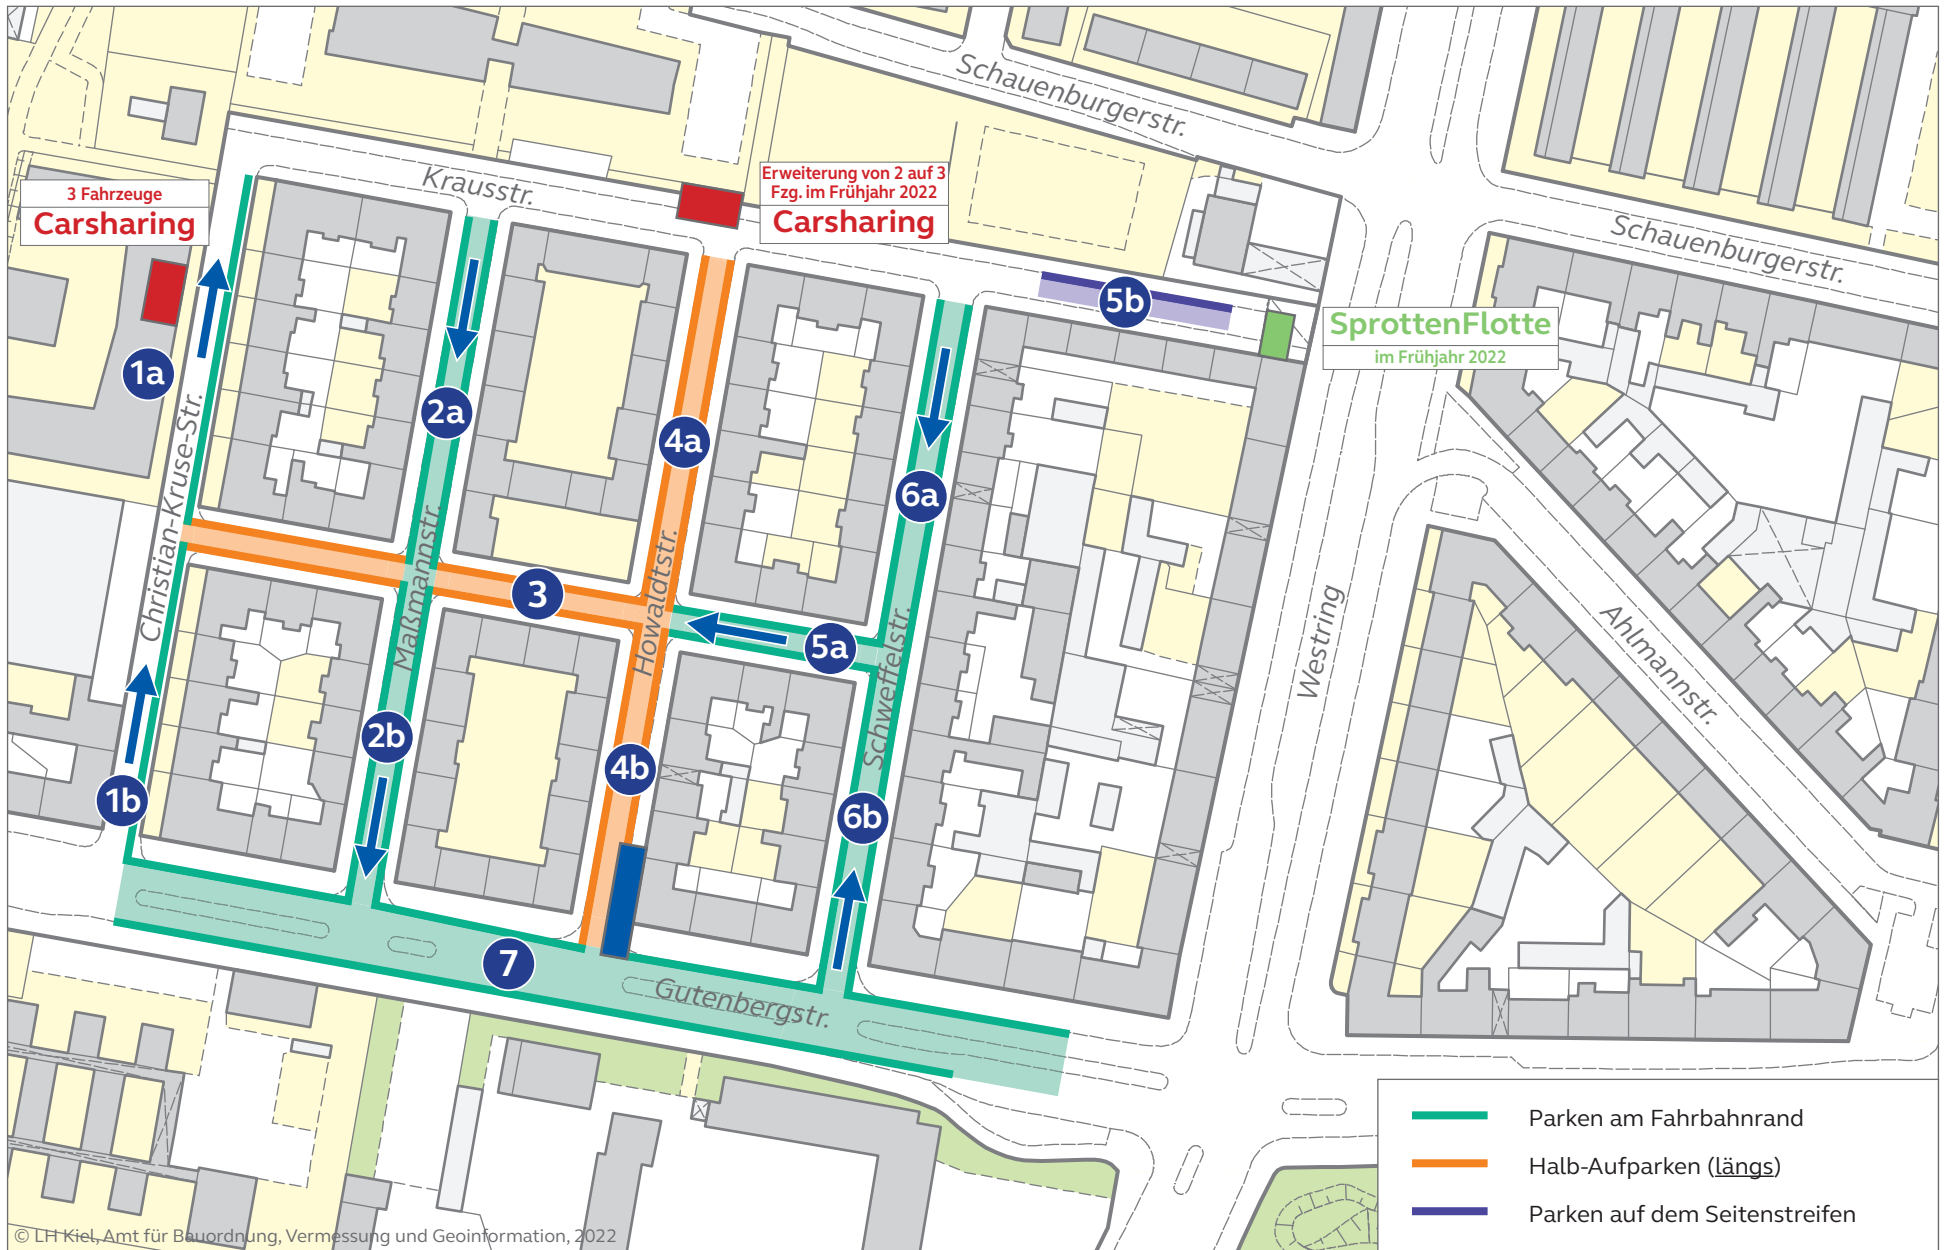 Schauenburgerstr.
Krausstr.
Erweiterung von 2 auf 3
Fzg. im Frühjahr 2022
Carsharing
3 Fahrzeuge
Carsharing
Schauenburgerstr.
5b
SprottenFlotte
im Frühjahr 2022
1a
2a
4a
6a
Christian-Kruse-Str.
Maßmannstr.
Howaldtstr.
Schweffelstr.
Westring
Ahlmannstr.
3
5a
2b
4b
1b
6b
7
Gutenbergstr.
Parken am Fahrbahnrand
Halb-Aufparken (längs)
Parken auf dem Seitenstreifen
© LH Kiel, Amt für Bauordnung, Vermessung und Geoinformation, 2022